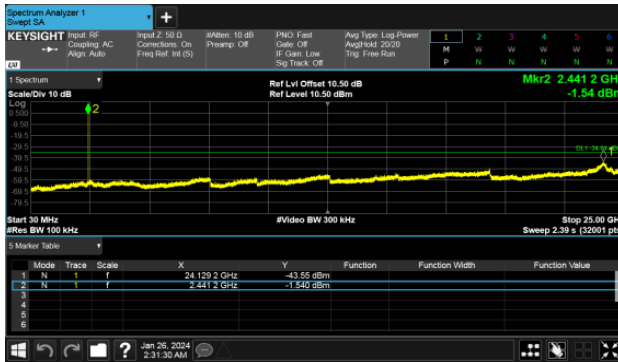 Spectrum Analyzer 1
Swept SA
+
KEYSIGHT Input: RF Input Z: 50 Ω #Atten: 10 dB PNO: Fast Avg Type: Log-Power 1 2 3 4 5 6
Coupling: AC Corrections: On Preamp: Off Gate: Off Avg|Hold: 20/20 M W W W W W
Align: Auto Freq Ref: Int (S) IF Gain: Low Trig: Free Run P N N N N N
LXI Sig Track: Off
1 Spectrum Ref Lvl Offset 10.50 dB Mkr2 2.441 2 GHz
Scale/Div 10 dB Ref Level 10.50 dBm -1.54 dBm
Log
0.500 2
-9.50
-19.5
-29.5 DL1
-39.5 1
-49.5
-59.5
-69.5
-79.5
Start 30 MHz #Video BW 300 kHz Stop 25.00 GH
#Res BW 100 kHz Sweep 2.39 s (32001 pts
5 Marker Table
Mode Trace Scale X Y Function Function Width Function Value
1 N 1 f 24.129 2 GHz -43.55 dBm
2 N 1 f 2.441 2 GHz -1.540 dBm
3
4
5
6
? Jan 26, 2024
2:31:30 AM